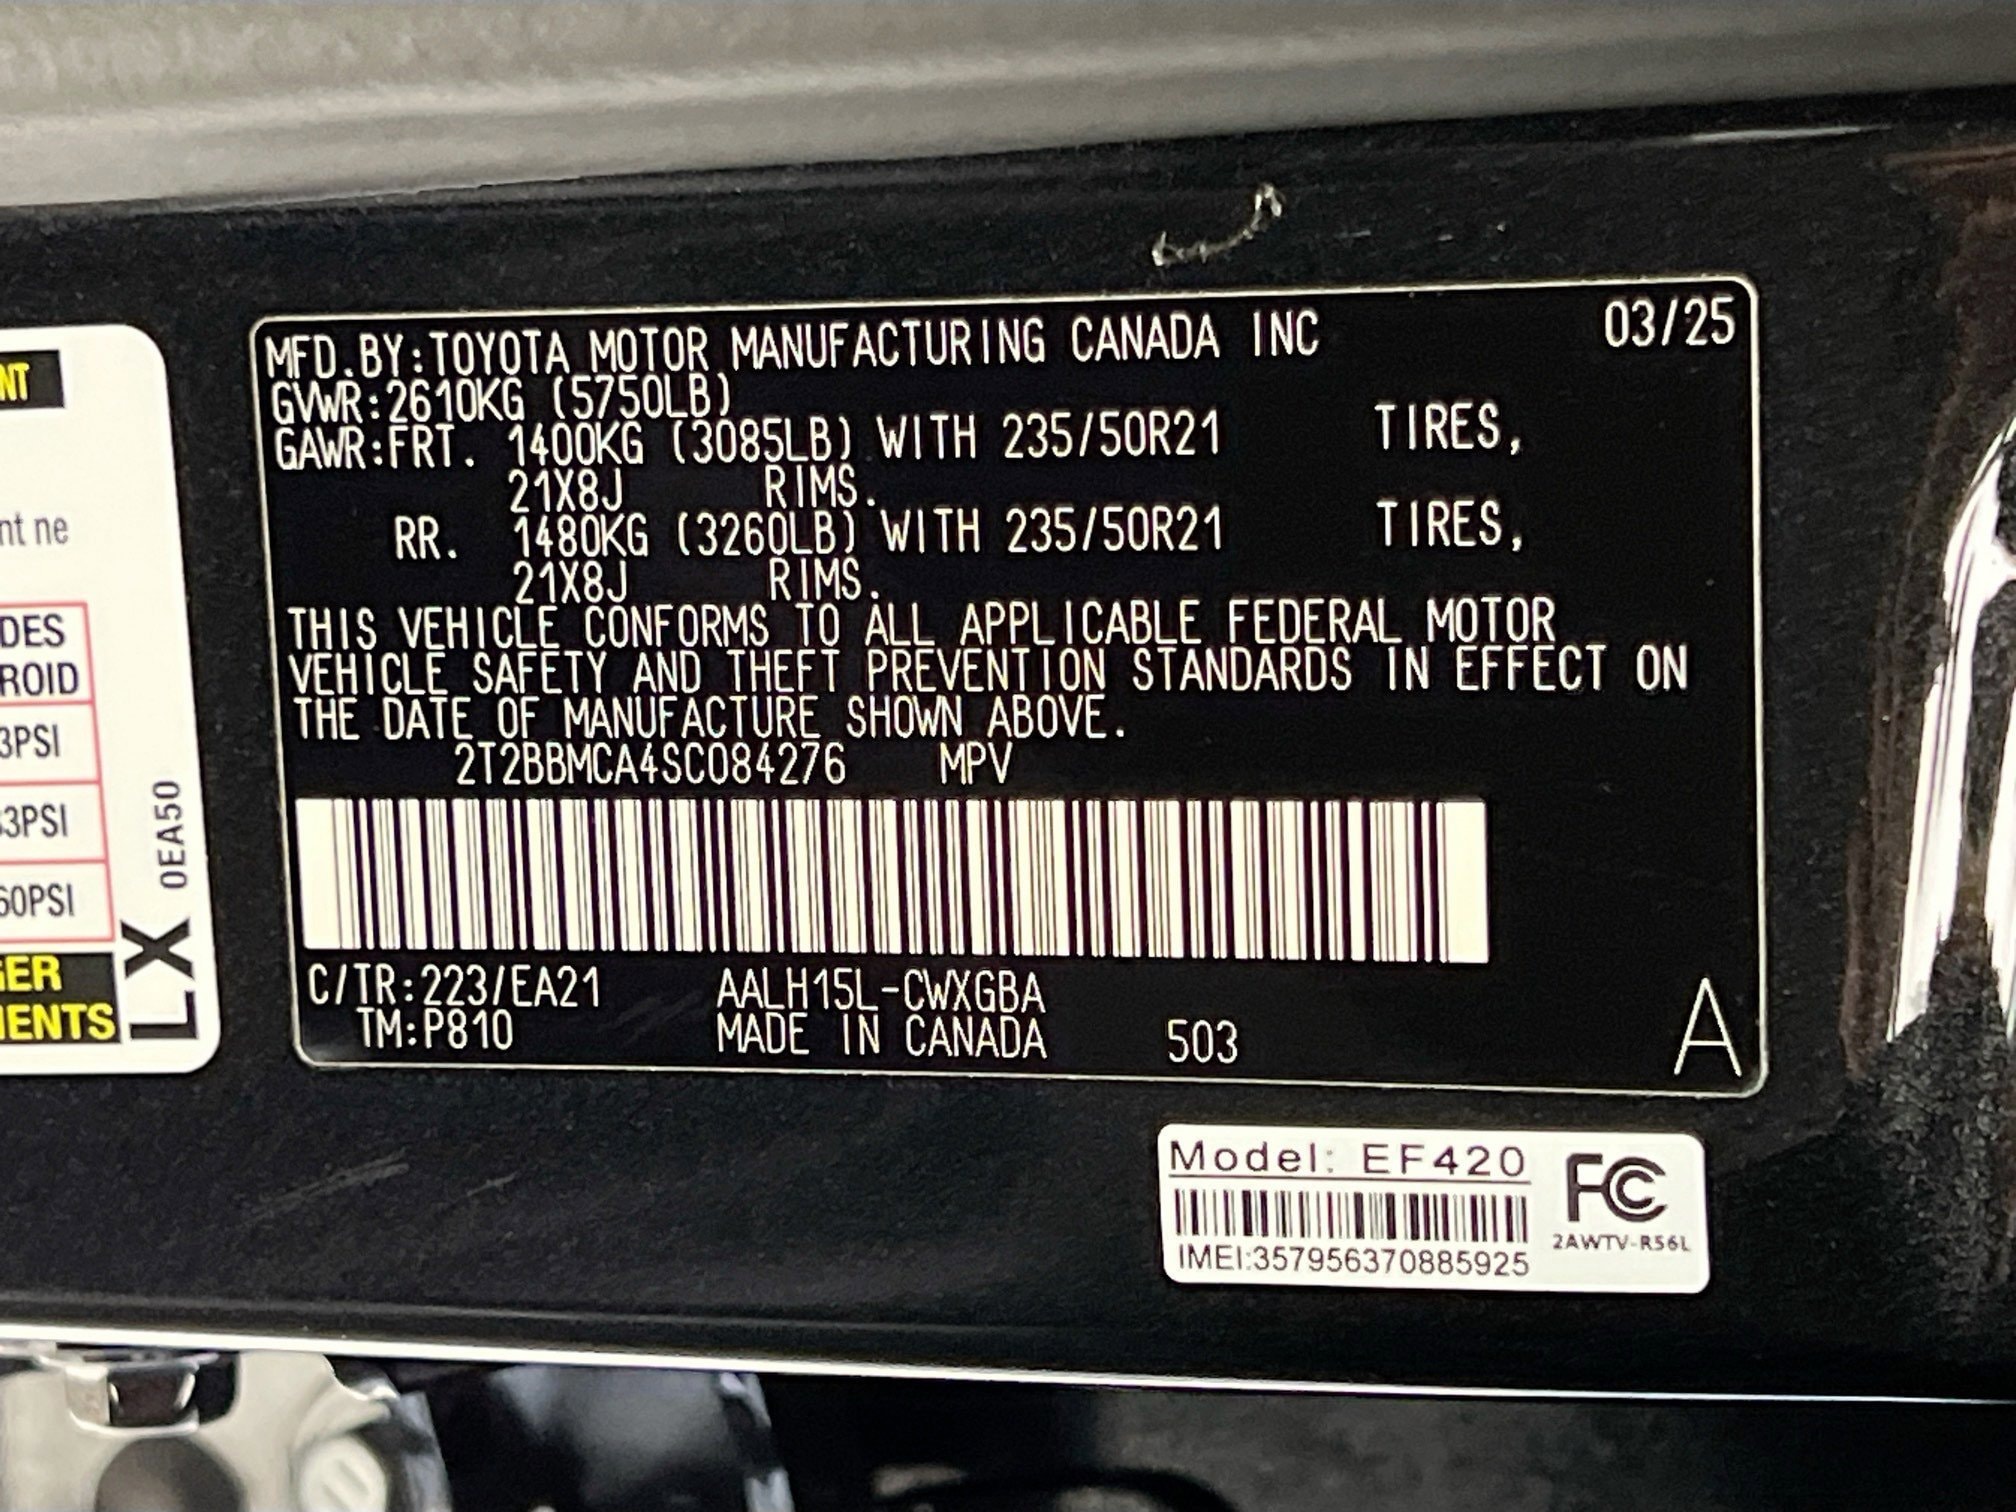 MFD.BY:TOYOTA MOTOR MANUFACTURING CANADA INC 03/25
GVWR:2610KG (5750LB)
GAWR:FRT. 1400KG (3085LB) WITH 235/50R21 TIRES,
21X8J RIMS.
RR. 1480KG (3260LB) WITH 235/50R21 TIRES,
21X8J RIMS.
THIS VEHICLE CONFORMS TO ALL APPLICABLE FEDERAL MOTOR
VEHICLE SAFETY AND THEFT PREVENTION STANDARDS IN EFFECT ON
THE DATE OF MANUFACTURE SHOWN ABOVE.
2T2BBMCA4SC084276 MPV
C/TR:223/EA21 AALH15L-CWXGBA
TM:P810 MADE IN CANADA 503 A
NT
nt ne
DES
ROID
3PSI
3PSI
60PSI
GER
MENTS
LX 0EA50
Model: EF420
IMEI:357956370885925
FC
2AWTV-R56L